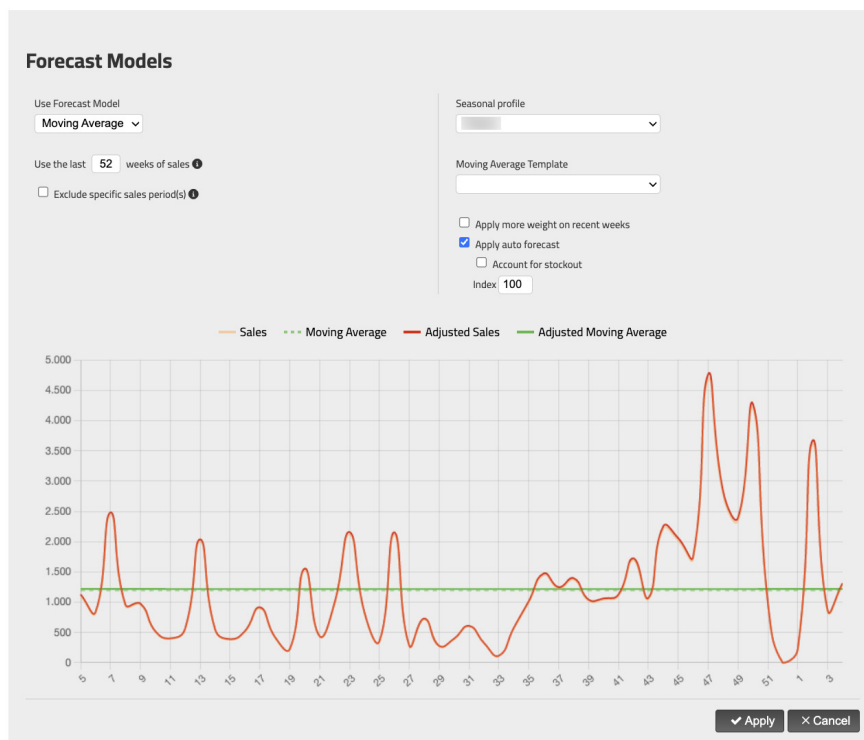 Forecast Models
Use Forecast Model
Moving Average
Use the last 52 weeks of sales
Exclude specific sales period(s)
Seasonal profile
Moving Average Template
Apply more weight on recent weeks
Apply auto forecast
Account for stockout
Index 100
Sales Moving Average Adjusted Sales Adjusted Moving Average
5.000
4.500
4.000
3.500
3.000
2.500
2.000
1.500
1.000
500
0
5 7 9 11 13 15 17 19 21 23 25 27 29 31 33 35 37 39 41 43 45 47 49 51 1 3
Apply Cancel